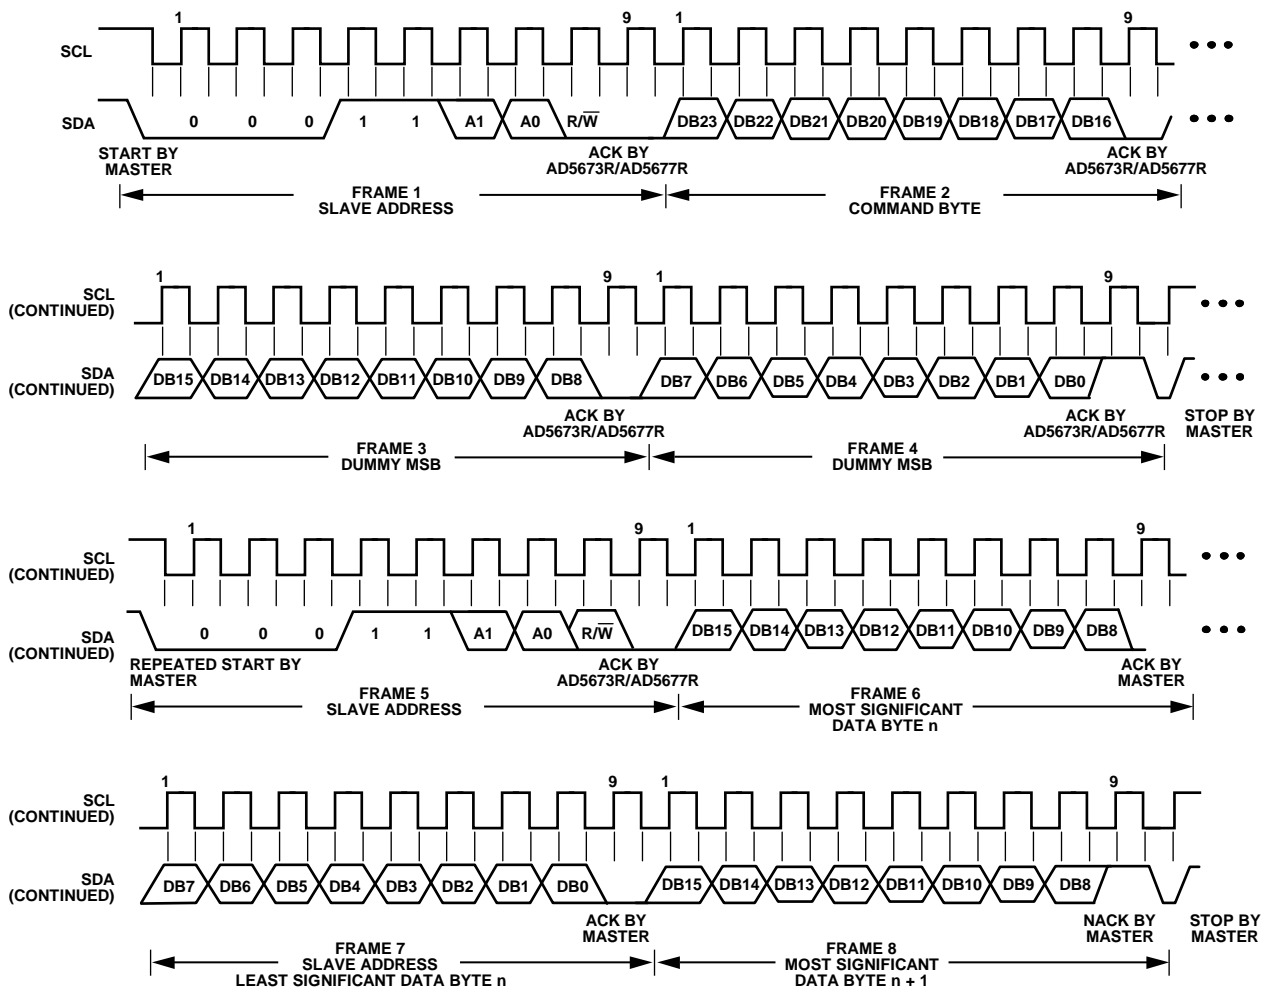 1 9 1 9
SCL
SDA
0 0 0 1 1 A1 A0 R/W̅ DB23 DB22 DB21 DB20 DB19 DB18 DB17 DB16
START BY
MASTER
ACK BY
AD5673R/AD5677R
ACK BY
AD5673R/AD5677R
FRAME 1
SLAVE ADDRESS
FRAME 2
COMMAND BYTE
1 9 1 9
SCL
(CONTINUED)
SDA
(CONTINUED)
DB15 DB14 DB13 DB12 DB11 DB10 DB9 DB8 DB7 DB6 DB5 DB4 DB3 DB2 DB1 DB0
ACK BY
AD5673R/AD5677R
ACK BY
AD5673R/AD5677R
STOP BY
MASTER
FRAME 3
DUMMY MSB
FRAME 4
DUMMY MSB
1 9 1 9
SCL
(CONTINUED)
SDA
(CONTINUED)
0 0 0 1 1 A1 A0 R/W̅ DB15 DB14 DB13 DB12 DB11 DB10 DB9 DB8
REPEATED START BY
MASTER
ACK BY
AD5673R/AD5677R
ACK BY
MASTER
FRAME 5
SLAVE ADDRESS
FRAME 6
MOST SIGNIFICANT
DATA BYTE n
1 9 1 9
SCL
(CONTINUED)
SDA
(CONTINUED)
DB7 DB6 DB5 DB4 DB3 DB2 DB1 DB0 DB15 DB14 DB13 DB12 DB11 DB10 DB9 DB8
ACK BY
MASTER
NACK BY
MASTER
STOP BY
MASTER
FRAME 7
SLAVE ADDRESS
LEAST SIGNIFICANT DATA BYTE n
FRAME 8
MOST SIGNIFICANT
DATA BYTE n + 1